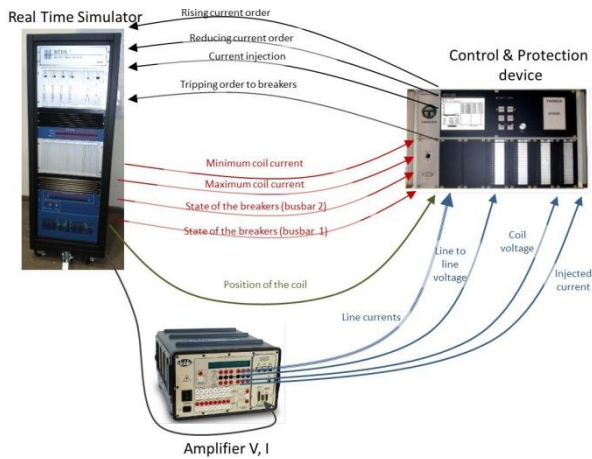 Real Time Simulator
Rising current order
Reducing current order
Current injection
Tripping order to breakers
Control & Protection
device
Minimum coil current
Maximum coil current
State of the breakers (busbar 2)
State of the breakers (busbar 1)
Position of the coil
Line to
line
voltage
Coil
voltage
Injected
current
Line currents
Amplifier V, I